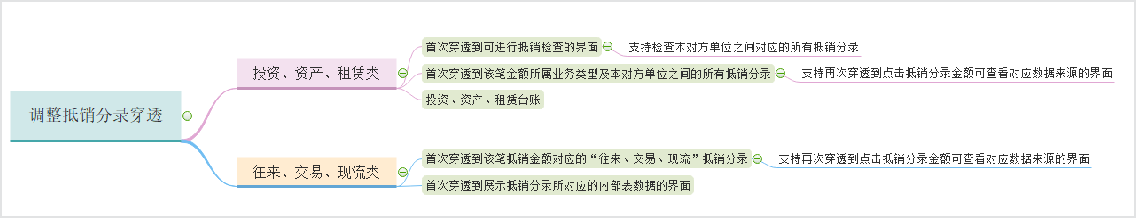 调整抵销分录穿透
投资、资产、租赁类
首次穿透到可进行抵销检查的界面
支持检查本对方单位之间对应的所有抵销分录
首次穿透到该笔金额所属业务类型及本对方单位之间的所有抵销分录
支持再次穿透到点击抵销分录金额可查看对应数据来源的界面
投资、资产、租赁台账
往来、交易、现流类
首次穿透到该笔抵销金额对应的“往来、交易、现流”抵销分录
支持再次穿透到点击抵销分录金额可查看对应数据来源的界面
首次穿透到展示抵销分录所对应的内部表数据的界面